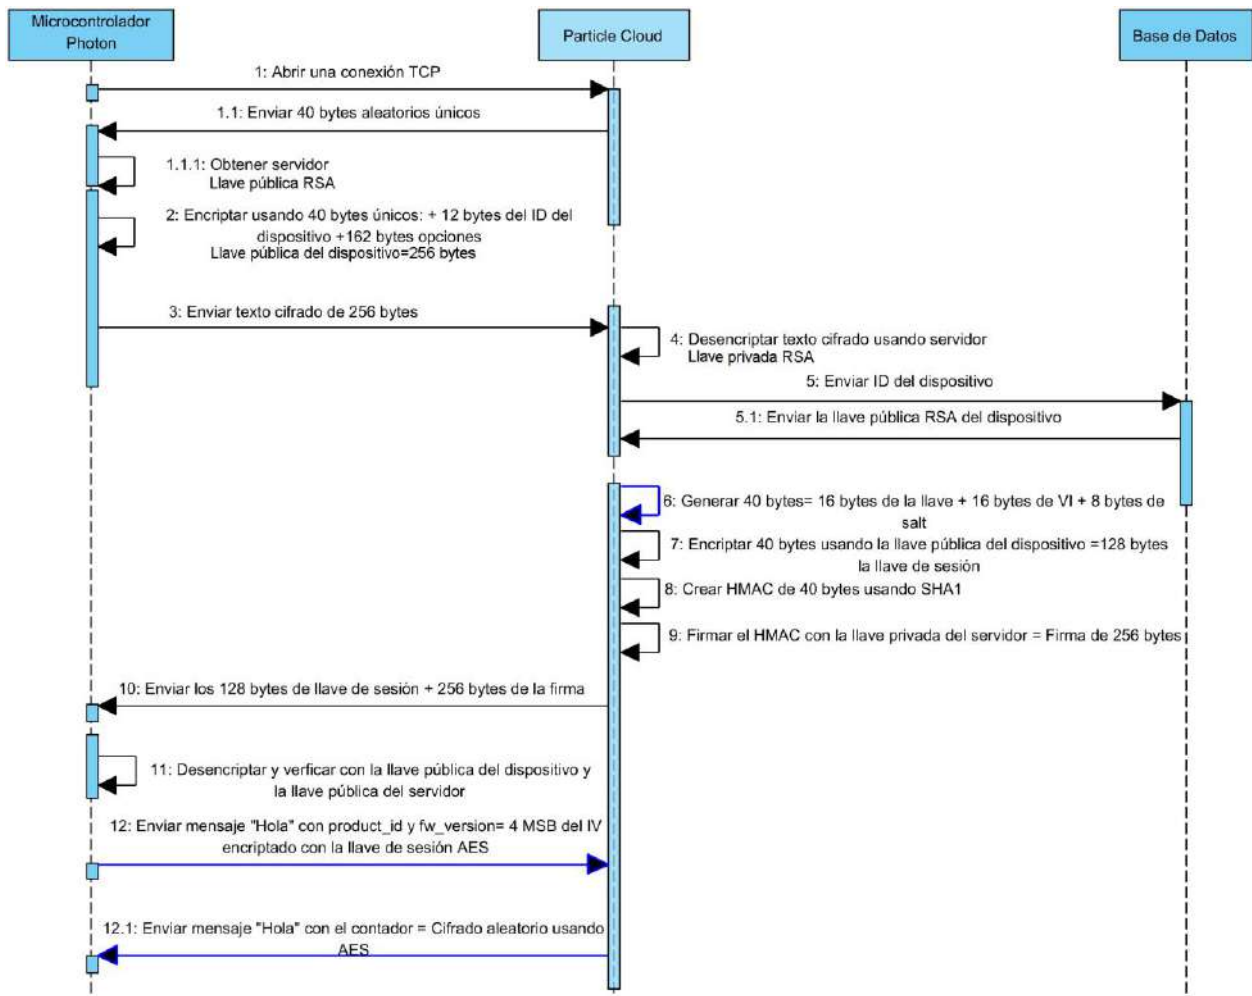 Microcontrolador
Photon
Particle Cloud
Base de Datos
1: Abrir una conexión TCP
1.1: Enviar 40 bytes aleatorios únicos
1.1.1: Obtener servidor
Llave pública RSA
2: Encriptar usando 40 bytes únicos: + 12 bytes del ID del
dispositivo +162 bytes opciones
Llave pública del dispositivo=256 bytes
3: Enviar texto cifrado de 256 bytes
4: Desencriptar texto cifrado usando servidor
Llave privada RSA
5: Enviar ID del dispositivo
5.1: Enviar la llave pública RSA del dispositivo
6: Generar 40 bytes= 16 bytes de la llave + 16 bytes de VI + 8 bytes de
salt
7: Encriptar 40 bytes usando la llave pública del dispositivo =128 bytes
la llave de sesión
8: Crear HMAC de 40 bytes usando SHA1
9: Firmar el HMAC con la llave privada del servidor = Firma de 256 bytes
10: Enviar los 128 bytes de llave de sesión + 256 bytes de la firma
11: Desencriptar y verficar con la llave pública del dispositivo y
la llave pública del servidor
12: Enviar mensaje "Hola" con product_id y fw_version= 4 MSB del IV
encriptado con la llave de sesión AES
12.1: Enviar mensaje "Hola" con el contador = Cifrado aleatorio usando
AES